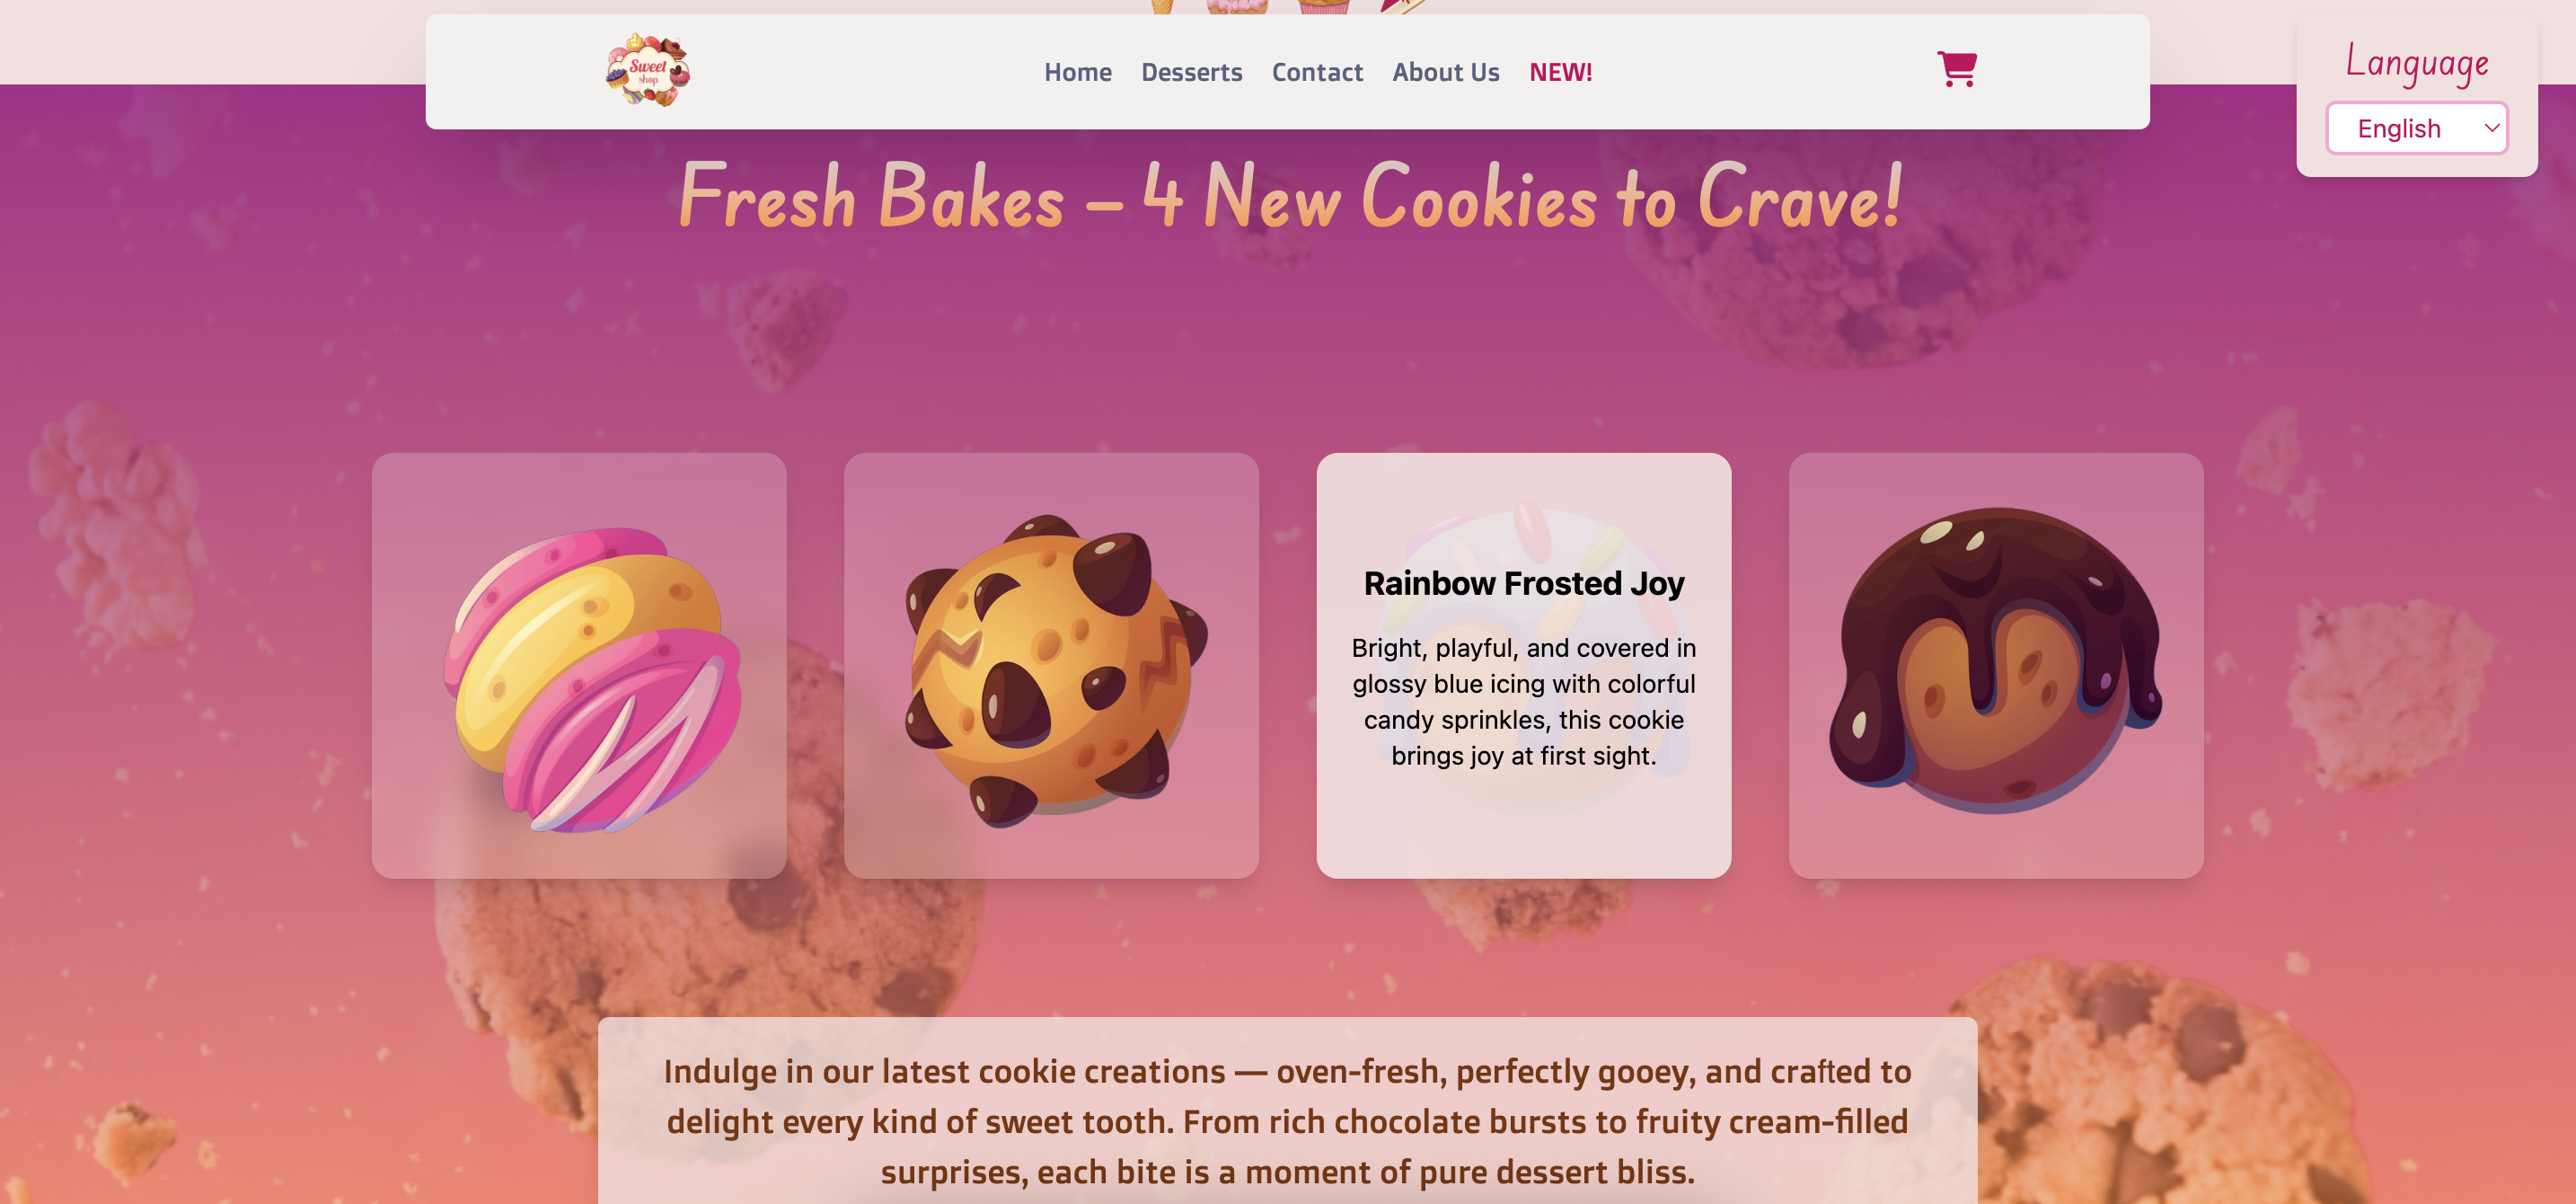 Sweet
shop
Home Desserts Contact About Us NEW!
Language
English
Fresh Bakes – 4 New Cookies to Crave!
Rainbow Frosted Joy
Bright, playful, and covered in
glossy blue icing with colorful
candy sprinkles, this cookie
brings joy at first sight.
Indulge in our latest cookie creations — oven-fresh, perfectly gooey, and crafted to
delight every kind of sweet tooth. From rich chocolate bursts to fruity cream-filled
surprises, each bite is a moment of pure dessert bliss.